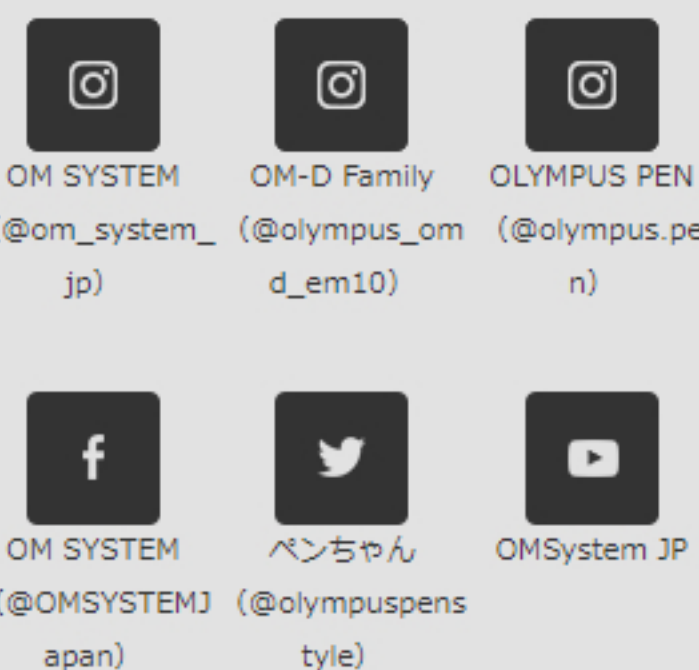 OM SYSTEM
（@om_system_
jp）
OM-D Family
（@olympus_om
d_em10）
OLYMPUS PEN
（@olympus.pe
n）
OM SYSTEM
（@OMSYSTEMJ
apan）
ペンちゃん
（@olympuspens
tyle）
OMSystem JP